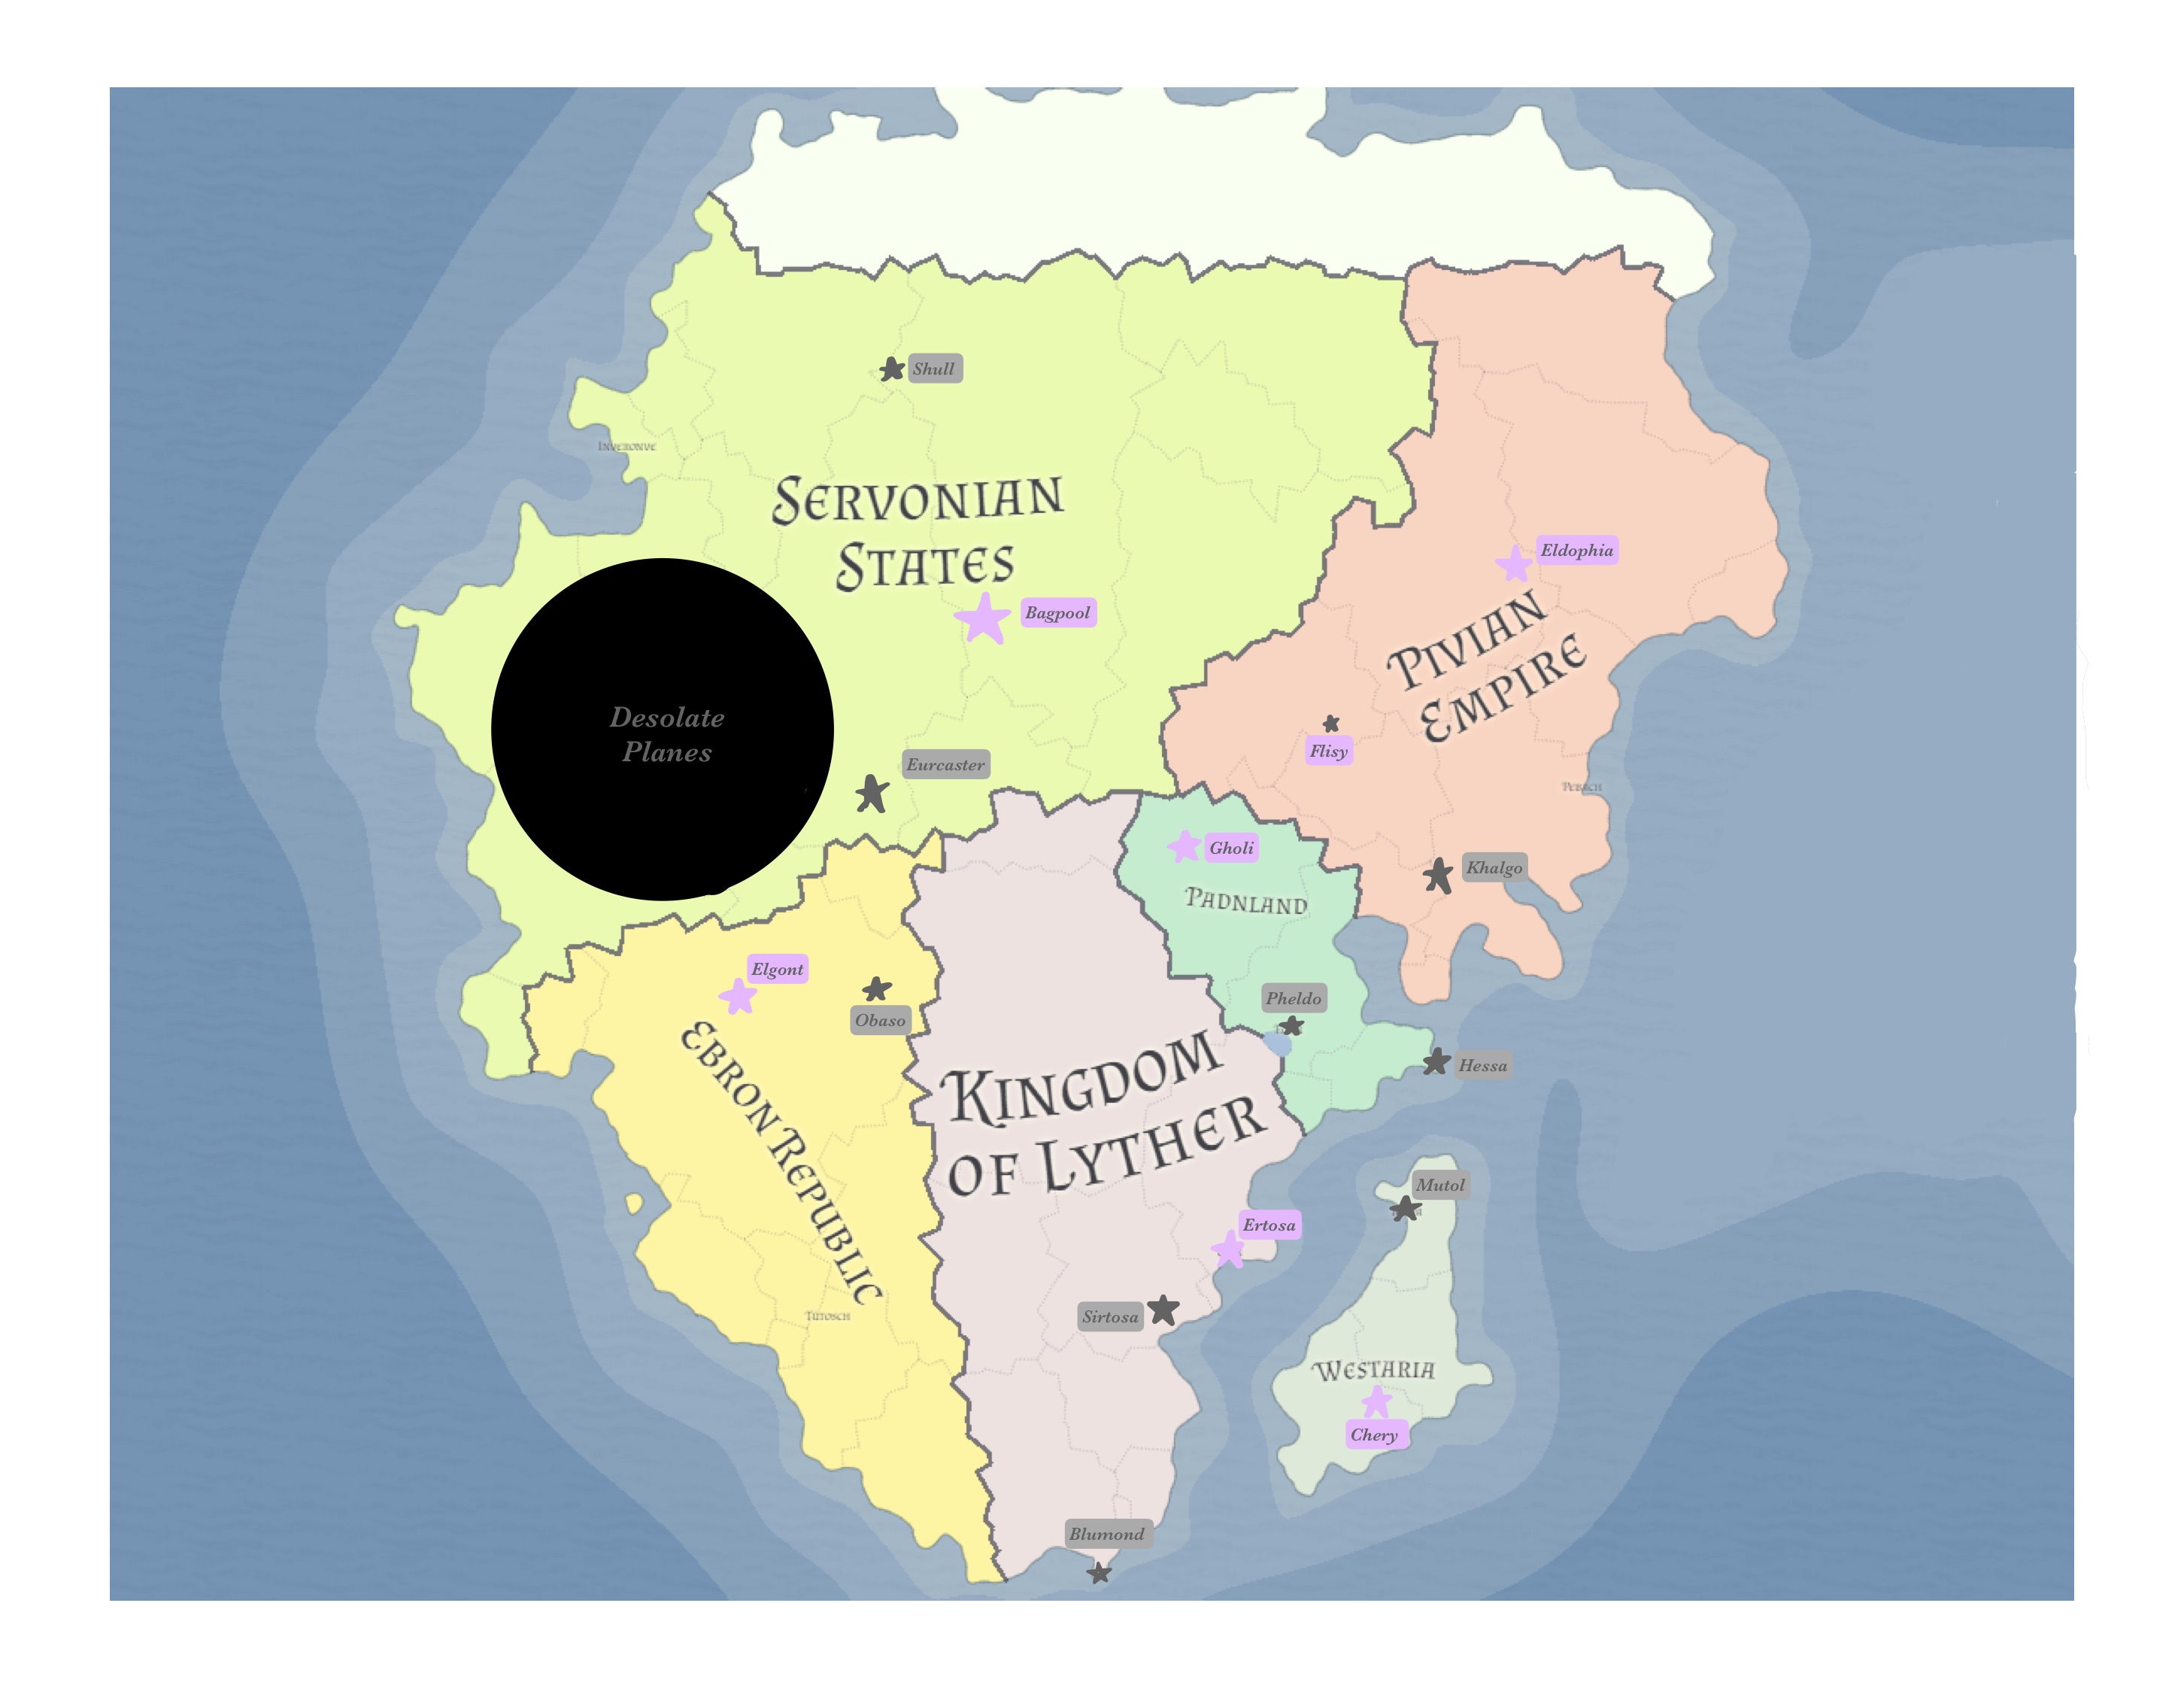 Shull
Inveronve
Servonian
States
Eldophia
Bagpool
Pivian
Empire
Desolate
Planes
Flisy
Eurcaster
Gholi
Khalgo
Padnland
Elgont
Obaso
Pheldo
Hessa
Ebron Republic
Kingdom
of Lyther
Mutol
Ertosa
Sirtosa
Tutosch
Westaria
Chery
Blumond